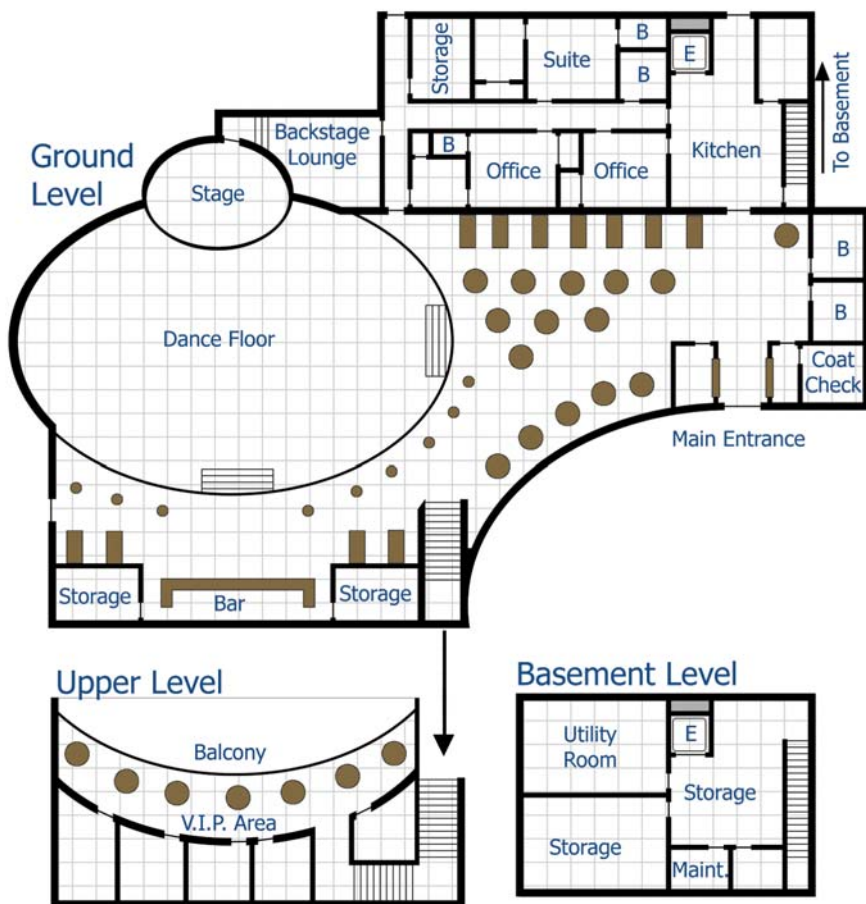 Ground
Level
Storage
Suite
B
B
E
To Basement
Backstage
Lounge
B
Office
Office
Kitchen
Stage
B
B
Dance Floor
Coat
Check
Main Entrance
Storage
Bar
Storage
Upper Level
Balcony
V.I.P. Area
Basement Level
Utility
Room
E
Storage
Storage
Maint.